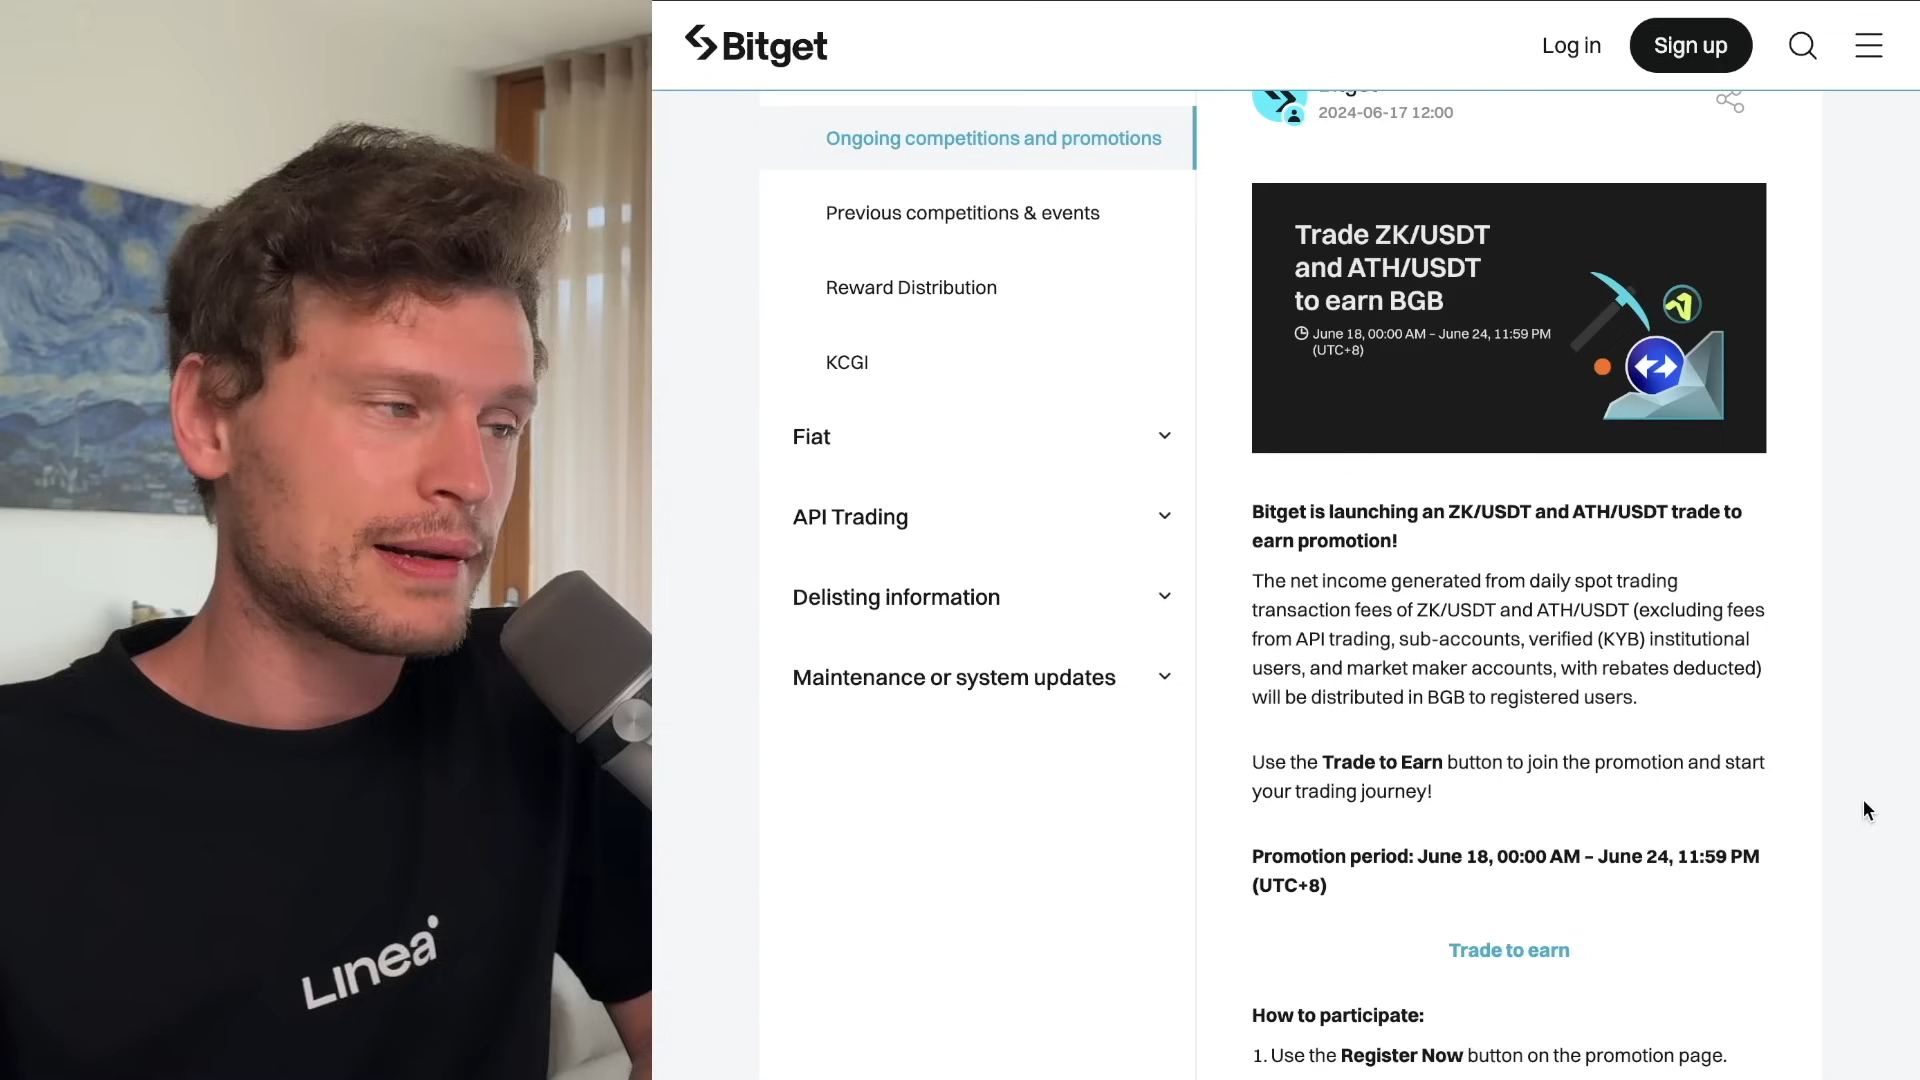 Bitget
Log in
Sign up
2024-06-17 12:00
Ongoing competitions and promotions
Previous competitions & events
Reward Distribution
KCGI
Fiat
API Trading
Delisting information
Maintenance or system updates
Trade ZK/USDT
and ATH/USDT
to earn BGB
June 18, 00:00 AM – June 24, 11:59 PM
(UTC+8)
Bitget is launching an ZK/USDT and ATH/USDT trade to
earn promotion!
The net income generated from daily spot trading
transaction fees of ZK/USDT and ATH/USDT (excluding fees
from API trading, sub-accounts, verified (KYB) institutional
users, and market maker accounts, with rebates deducted)
will be distributed in BGB to registered users.
Use the Trade to Earn button to join the promotion and start
your trading journey!
Promotion period: June 18, 00:00 AM – June 24, 11:59 PM
(UTC+8)
Trade to earn
How to participate:
1. Use the Register Now button on the promotion page.
Linea